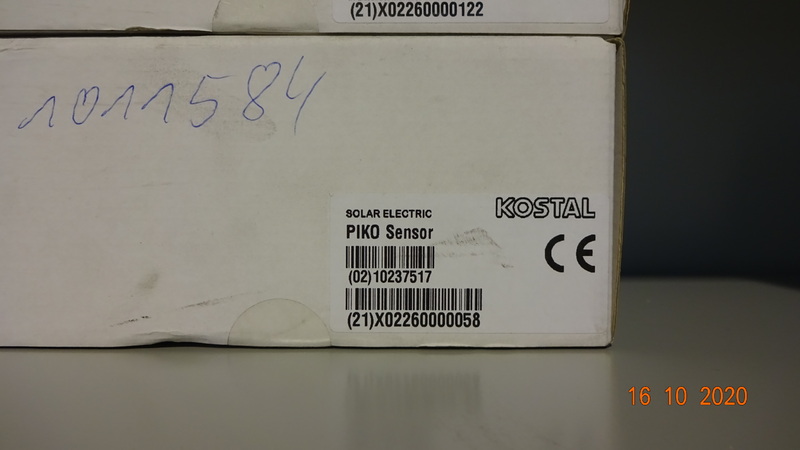 (21)X02260000122
1011584
SOLAR ELECTRIC
KOSTAL
PIKO Sensor
CE
(02)10237517
(21)X02260000058
16 10 2020